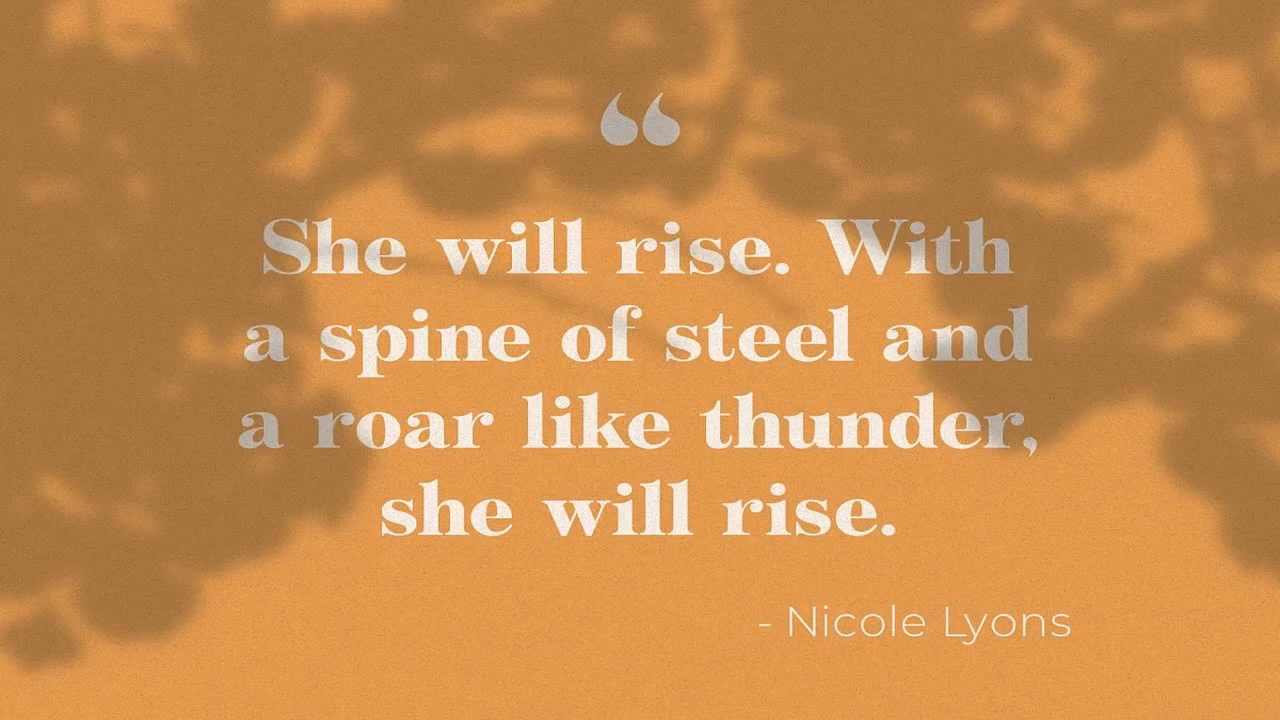 “
She will rise. With
a spine of steel and
a roar like thunder,
she will rise.
- Nicole Lyons